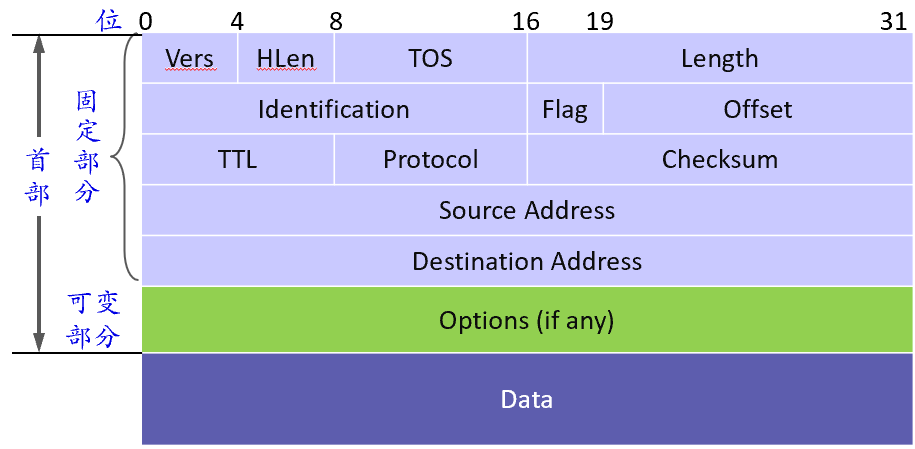 位 0 4 8 16 19 31
Vers HLen TOS Length
Identification Flag Offset
TTL Protocol Checksum
Source Address
Destination Address
Options (if any)
Data
首部
固定部分
可变
部分